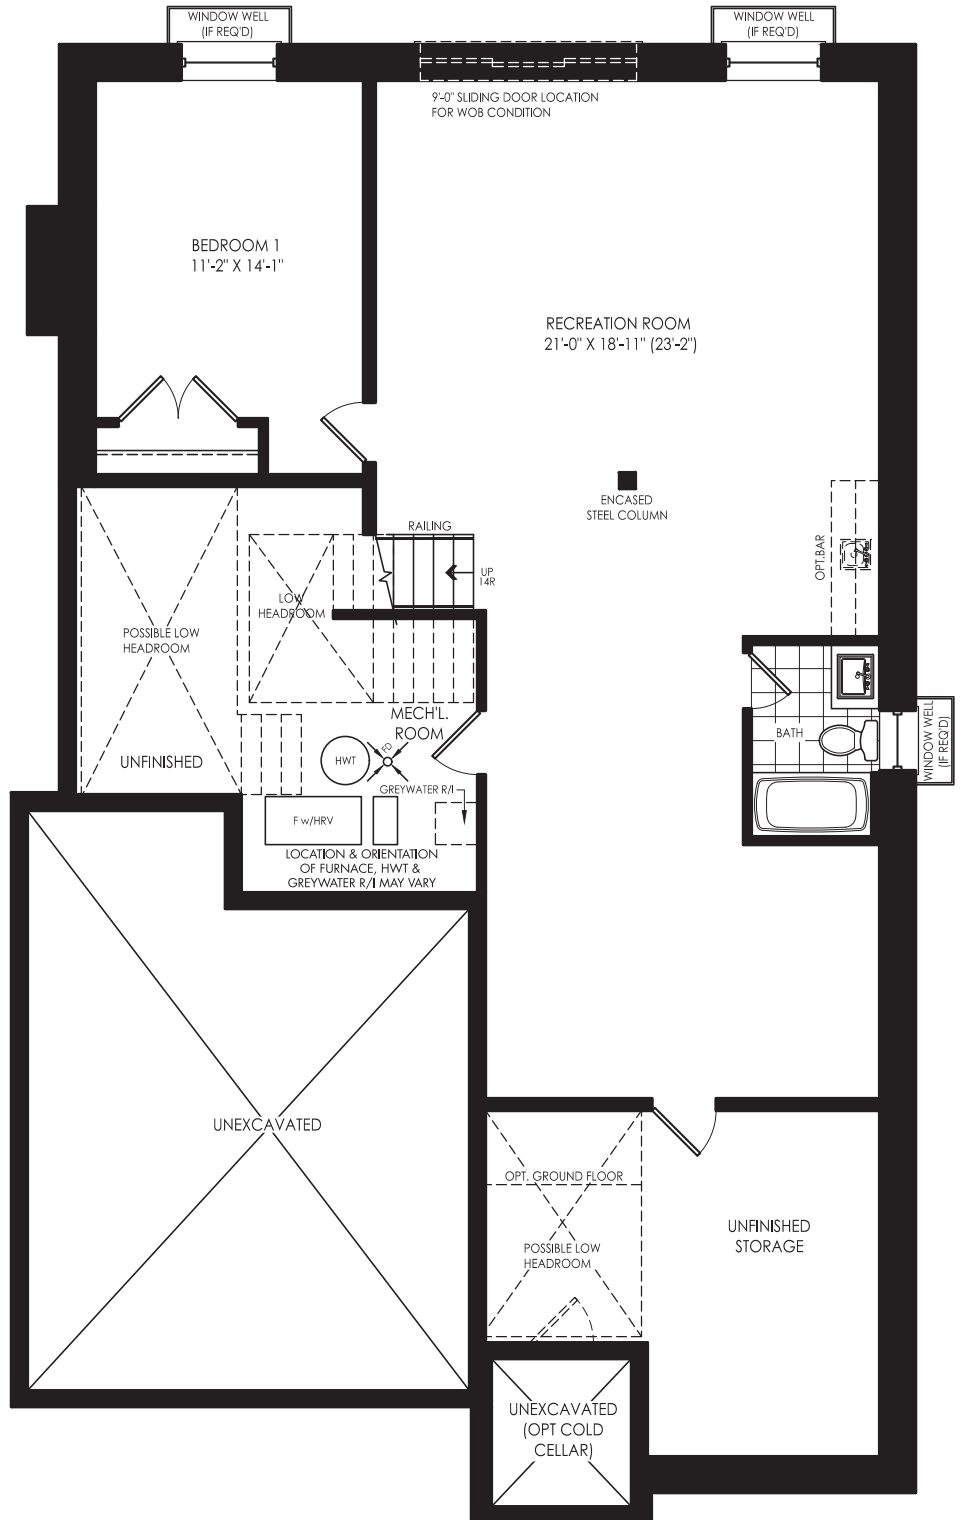 WINDOW WELL
(IF REQ'D)
WINDOW WELL
(IF REQ'D)
9'-0" SLIDING DOOR LOCATION
FOR WOB CONDITION
BEDROOM 1
11'-2" X 14'-1"
RECREATION ROOM
21'-0" X 18'-11" (23'-2")
ENCASED
STEEL COLUMN
RAILING
UP
14R
OPT.BAR
LOW
HEADROOM
POSSIBLE LOW
HEADROOM
MECH'L.
ROOM
UNFINISHED
HWT
FD
GREYWATER R/I
F w/HRV
LOCATION & ORIENTATION
OF FURNACE, HWT &
GREYWATER R/I MAY VARY
BATH
WINDOW WELL
(IF REQ'D)
UNEXCAVATED
OPT. GROUND FLOOR
POSSIBLE LOW
HEADROOM
UNFINISHED
STORAGE
UNEXCAVATED
(OPT COLD
CELLAR)